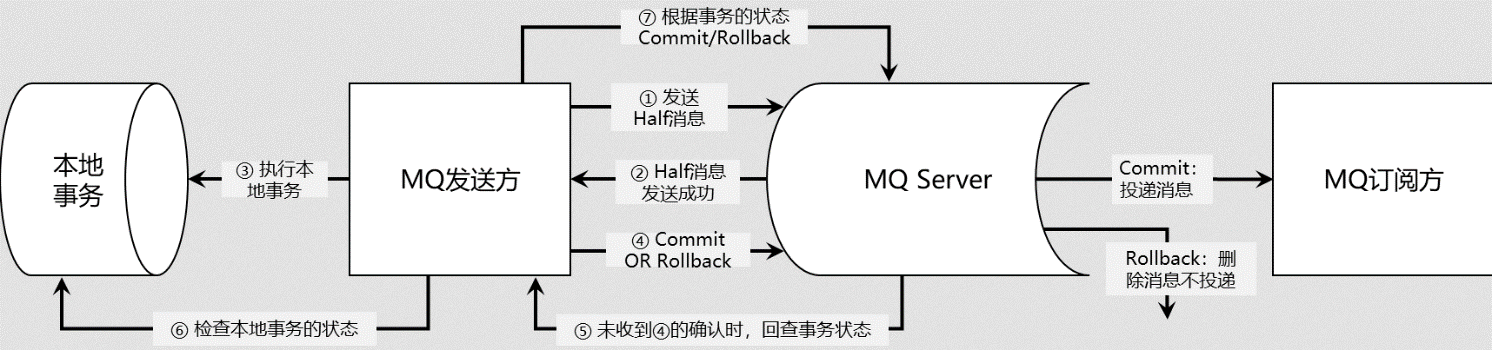 ⑦ 根据事务的状态
Commit/Rollback
① 发送
Half消息
本地
事务
③ 执行本
地事务
MQ发送方
② Half消息
发送成功
MQ Server
Commit：
投递消息
MQ订阅方
④ Commit
OR Rollback
Rollback：删
除消息不投递
⑥ 检查本地事务的状态
⑤ 未收到④的确认时，回查事务状态